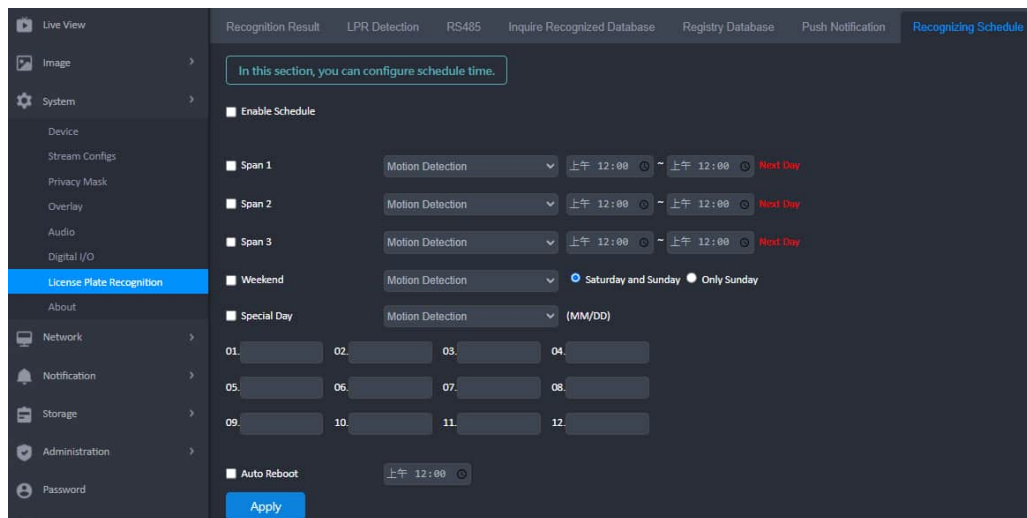 Live View
Image
System
Device
Stream Configs
Privacy Mask
Overlay
Audio
Digital I/O
License Plate Recognition
About
Network
Notification
Storage
Administration
Password
Recognition Result LPR Detection RS485 Inquire Recognized Database Registry Database Push Notification Recognizing Schedule
In this section, you can configure schedule time.
Enable Schedule
Span 1 Motion Detection 上午 12:00 ~ 上午 12:00 Next Day
Span 2 Motion Detection 上午 12:00 ~ 上午 12:00 Next Day
Span 3 Motion Detection 上午 12:00 ~ 上午 12:00 Next Day
Weekend Motion Detection Saturday and Sunday Only Sunday
Special Day Motion Detection (MM/DD)
01. 02. 03. 04.
05. 06. 07. 08.
09. 10. 11. 12.
Auto Reboot 上午 12:00
Apply